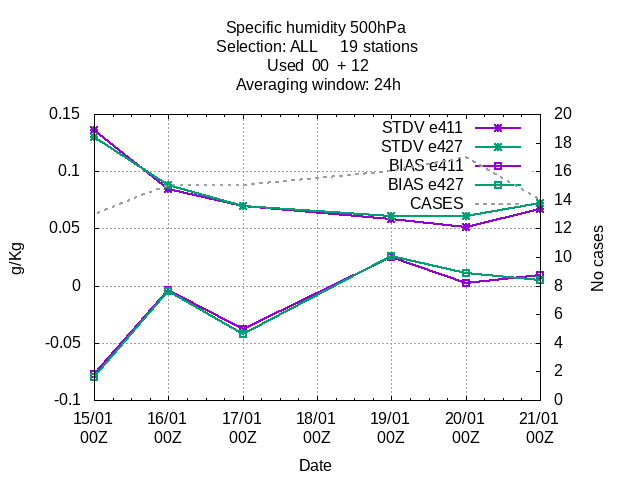 Specific humidity 500hPa
Selection: ALL 19 stations
Used 00 + 12
Averaging window: 24h
0.15
0.1
0.05
0
-0.05
-0.1
g/Kg
20
18
16
14
12
10
8
6
4
2
0
No cases
STDV e411
STDV e427
BIAS e411
BIAS e427
CASES
15/01 16/01 17/01 18/01 19/01 20/01 21/01
00Z 00Z 00Z 00Z 00Z 00Z 00Z
Date